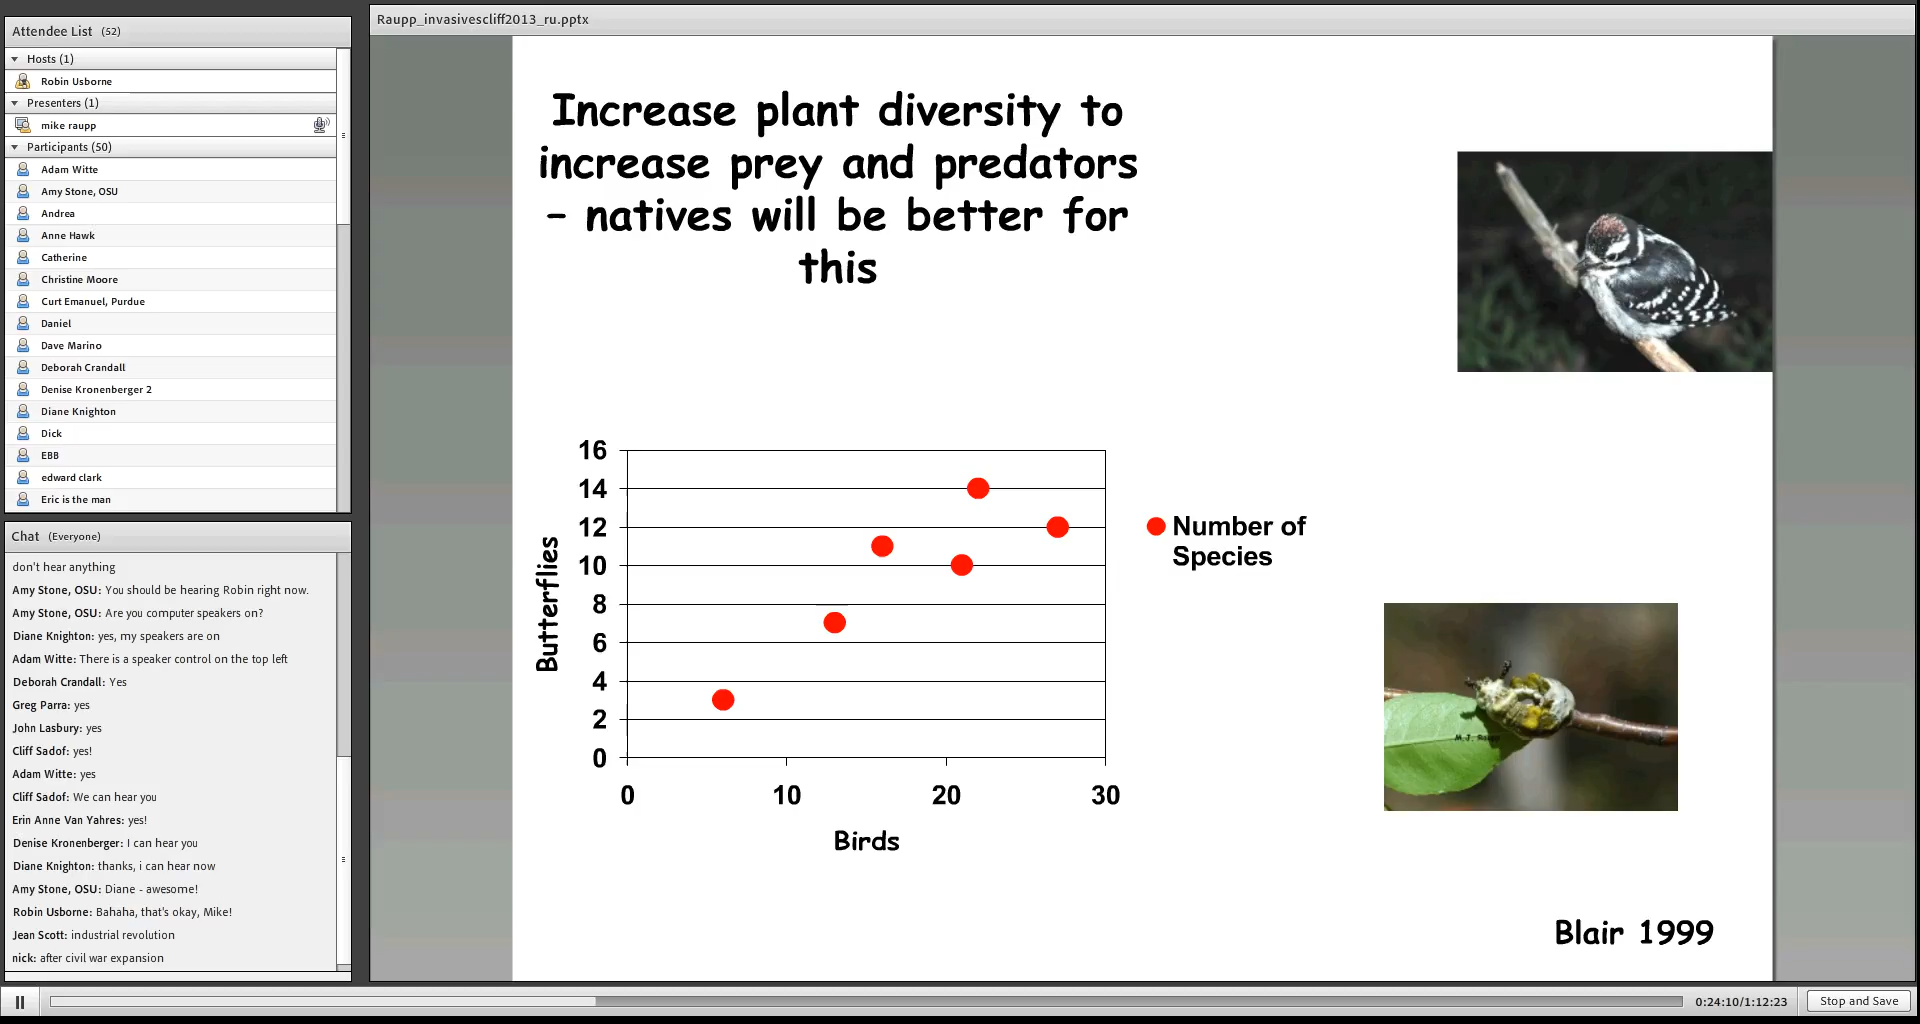 Attendee List (52)
Hosts (1)
Robin Usborne
Presenters (1)
mike raupp
Participants (50)
Adam Witte
Amy Stone, OSU
Andrea
Anne Hawk
Catherine
Christine Moore
Curt Emanuel, Purdue
Daniel
Dave Marino
Deborah Crandall
Denise Kronenberger 2
Diane Knighton
Dick
EBB
edward clark
Eric is the man
Chat (Everyone)
don't hear anything
Amy Stone, OSU: You should be hearing Robin right now.
Amy Stone, OSU: Are you computer speakers on?
Diane Knighton: yes, my speakers are on
Adam Witte: There is a speaker control on the top left
Deborah Crandall: Yes
Greg Parra: yes
John Lasbury: yes
Cliff Sadof: yes!
Adam Witte: yes
Cliff Sadof: We can hear you
Erin Anne Van Yahres: yes!
Denise Kronenberger: I can hear you
Diane Knighton: thanks, i can hear now
Amy Stone, OSU: Diane - awesome!
Robin Usborne: Bahaha, that's okay, Mike!
Jean Scott: industrial revolution
nick: after civil war expansion
Raupp_invasivescliff2013_ru.pptx
Increase plant diversity to
increase prey and predators
- natives will be better for
this
16
14
12
10
8
6
4
2
0
Butterflies
0 10 20 30
Birds
Number of
Species
M.J. Raupp
Blair 1999
0:24:10/1:12:23
Stop and Save